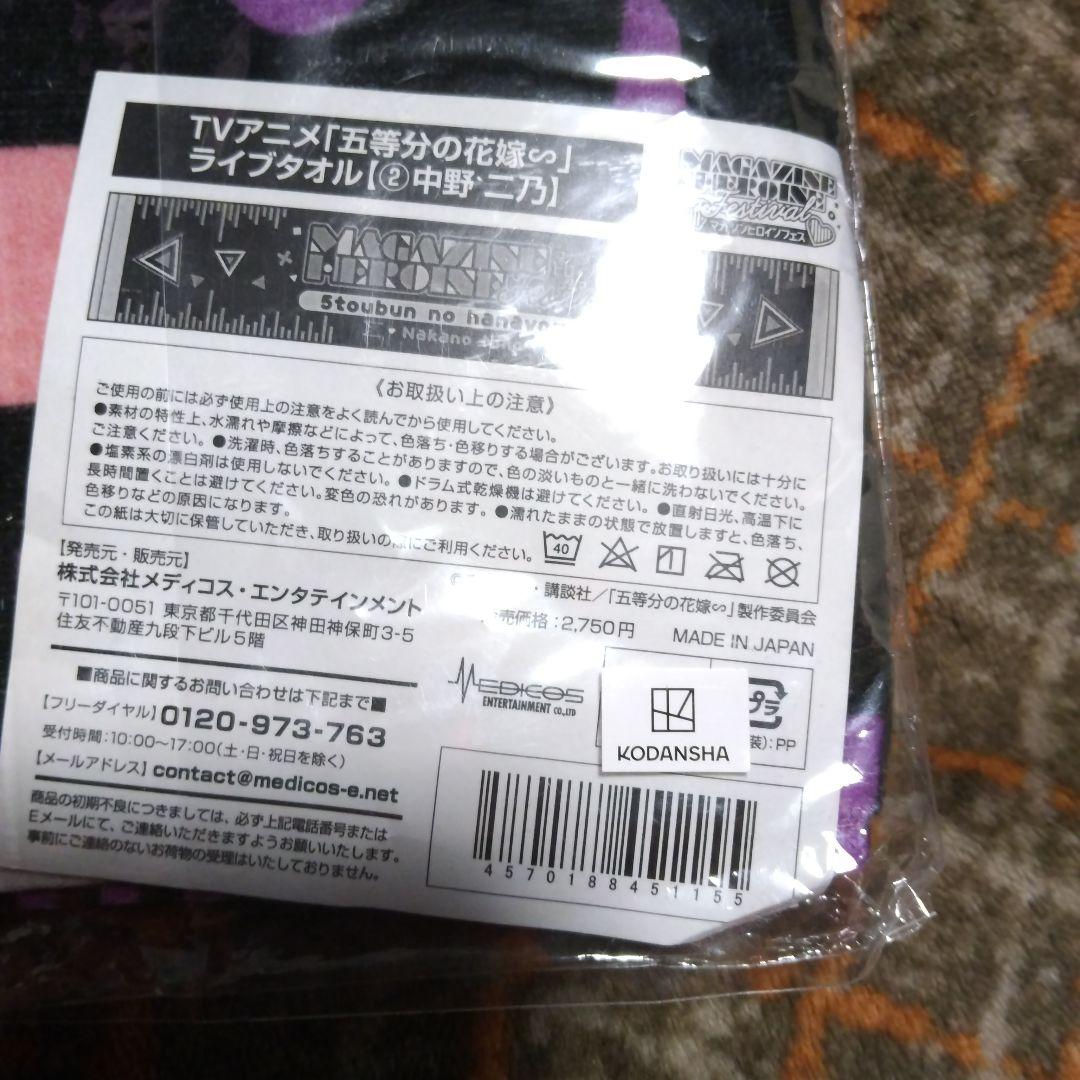 TVアニメ「五等分の花嫁∽」
ライブタオル【②中野 二乃】
MAGAZINE
HEROINE
Festival
マガジンヒロインフェス
MAGAZINE
HEROINE
5toubun no hanayo
Nakano
《お取扱い上の注意》
ご使用の前には必ず使用上の注意をよく読んでから使用してください。
●素材の特性上、水濡れや摩擦などによって、色落ち・色移りする場合がございます。お取り扱いには十分に
ご注意ください。●洗濯時、色落ちすることがありますので、色の淡いものと一緒に洗わないでください。
●塩素系の漂白剤は使用しないでください。●ドラム式乾燥機は避けてください。●直射日光、高温下に
長時間置くことは避けてください。変色の恐れがあります。●濡れたままの状態で放置しますと、色落ち、
色移りなどの原因になります。
この紙は大切に保管していただき、取り扱いの際にご利用ください。
40
【発売元・販売元】
株式会社メディコス・エンタテインメント
〒101-0051 東京都千代田区神田神保町3-5
住友不動産九段下ビル5階
・講談社/「五等分の花嫁∽」製作委員会
売価格:2,750円
MADE IN JAPAN
■商品に関するお問い合わせは下記まで■
【フリーダイヤル】0120-973-763
受付時間:10:00～17:00(土・日・祝日を除く)
【メールアドレス】contact@medicos-e.net
商品の初期不良につきましては、必ず上記電話番号または
Eメールにて、ご連絡いただきますようお願いいたします。
事前にご連絡のないお荷物の受理はいたしておりません。
MEDICOS
ENTERTAINMENT CO.,LTD
KODANSHA
プラ
装):PP
4570188451155